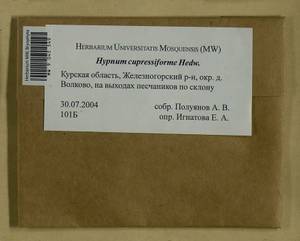 HERBARIUM UNIVERSITATIS MOSQUENSIS (MW)
Hypnum cupressiforme Hedw.
Курская область, Железногорский р-н, окр. д.
Волково, на выходах песчаников по склону
30.07.2004
собр. Полуянов А. В.
101Б
опр. Игнатова Е. А.